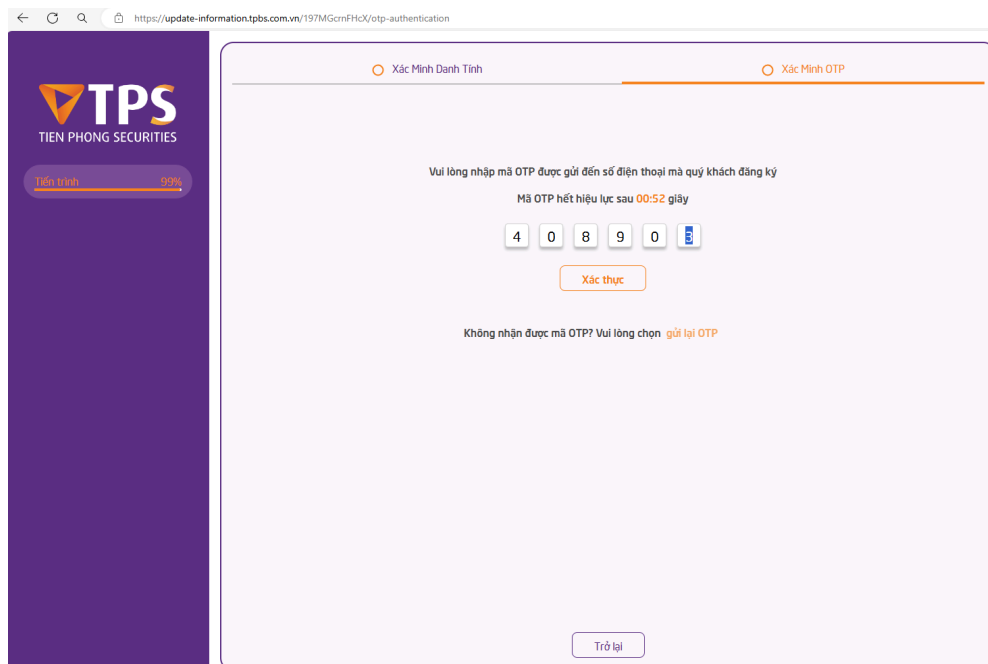 https://update-information.tpbs.com.vn/197MGcrnFHcX/otp-authentication
TPS
TIEN PHONG SECURITIES
Tiến trình 99%
Xác Minh Danh Tính
Xác Minh OTP
Vui lòng nhập mã OTP được gửi đến số điện thoại mà quý khách đăng ký
Mã OTP hết hiệu lực sau 00:52 giây
4 0 8 9 0 3
Xác thực
Không nhận được mã OTP? Vui lòng chọn gửi lại OTP
Trở lại